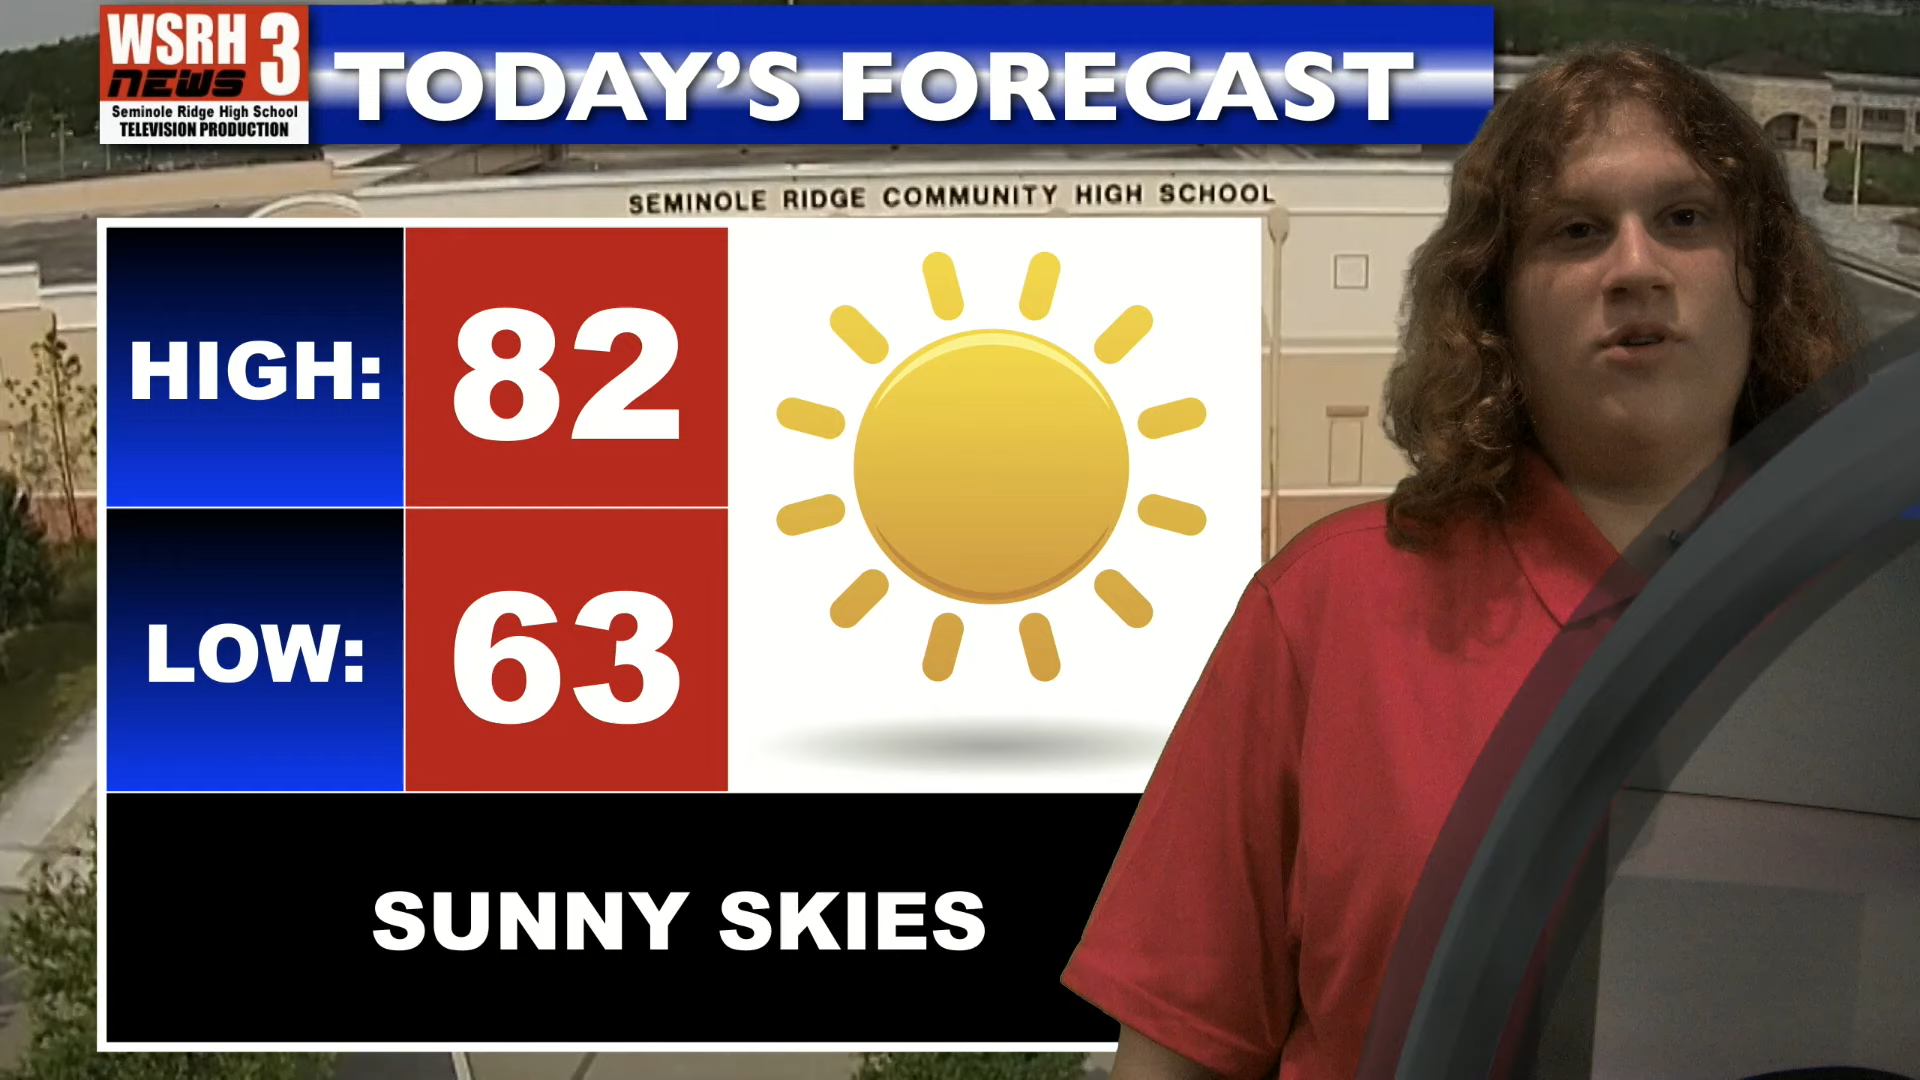 WSRH 3
NEWS
Seminole Ridge High School
TELEVISION PRODUCTION
TODAY'S FORECAST
SEMINOLE RIDGE COMMUNITY HIGH SCHOOL
HIGH: 82
LOW: 63
SUNNY SKIES